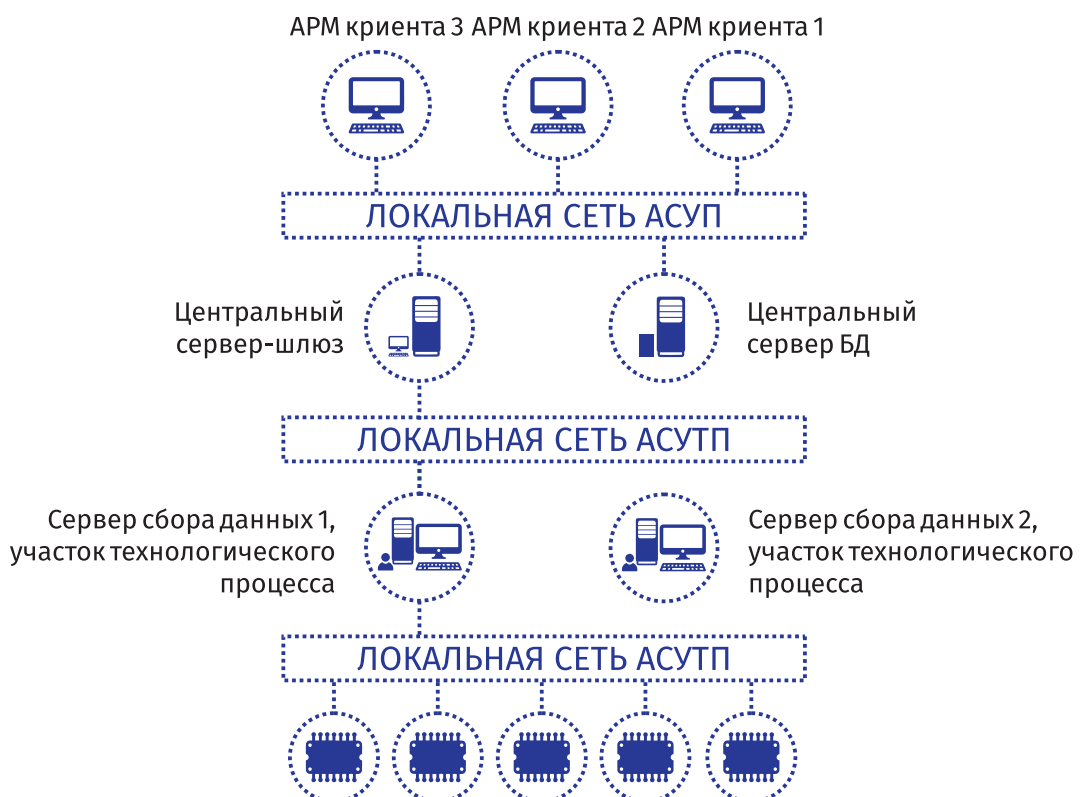 АРМ криента 3 АРМ криента 2 АРМ криента 1
ЛОКАЛЬНАЯ СЕТЬ АСУП
Центральный
сервер-шлюз
Центральный
сервер БД
ЛОКАЛЬНАЯ СЕТЬ АСУТП
Сервер сбора данных 1,
участок технологического
процесса
Сервер сбора данных 2,
участок технологического
процесса
ЛОКАЛЬНАЯ СЕТЬ АСУТП